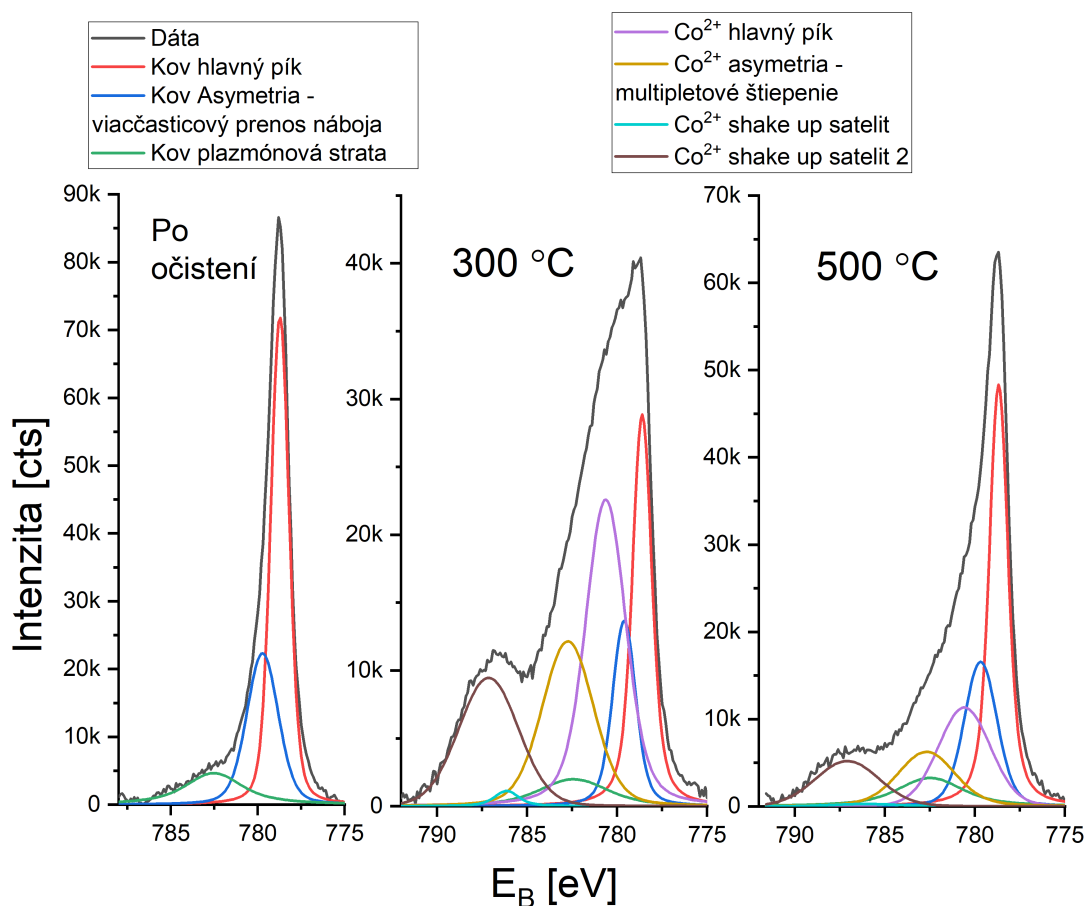 Dáta
Kov hlavný pík
Kov Asymetria -
viacčasticový prenos náboja
Kov plazmónová strata
Co2+ hlavný pík
Co2+ asymetria -
multipletové štiepenie
Co2+ shake up satelit
Co2+ shake up satelit 2
Intenzita [cts]
Po
očistení
90k
80k
70k
60k
50k
40k
30k
20k
10k
0
785
780
775
300 °C
40k
30k
20k
10k
0
790
785
780
775
500 °C
70k
60k
50k
40k
30k
20k
10k
0
790
785
780
775
EB [eV]